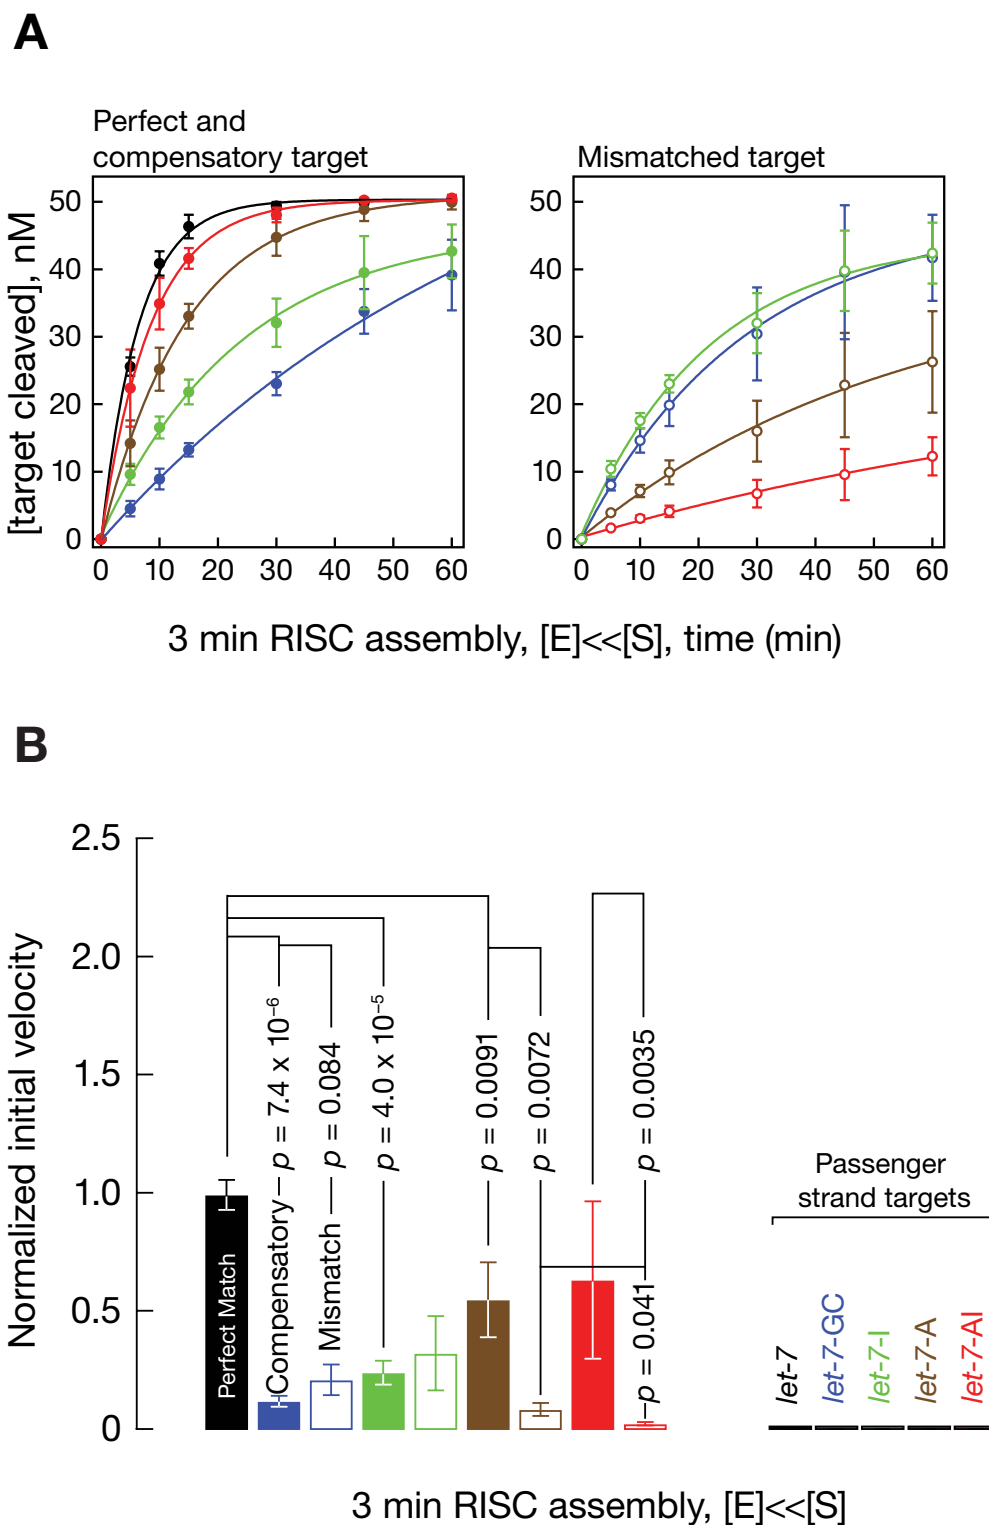 A
Perfect and
compensatory target
Mismatched target
[target cleaved], nM
50
40
30
20
10
0
0 10 20 30 40 50 60
50
40
30
20
10
0
0 10 20 30 40 50 60
3 min RISC assembly, [E]<<[S], time (min)
B
Normalized initial velocity
2.5
2.0
1.5
1.0
0.5
0
Perfect Match
Compensatory
p = 7.4 x 10⁻⁶
Mismatch
p = 0.084
p = 4.0 x 10⁻⁵
p = 0.0091
p = 0.0072
p = 0.0035
p = 0.041
Passenger
strand targets
let-7
let-7-GC
let-7-I
let-7-A
let-7-AI
3 min RISC assembly, [E]<<[S]